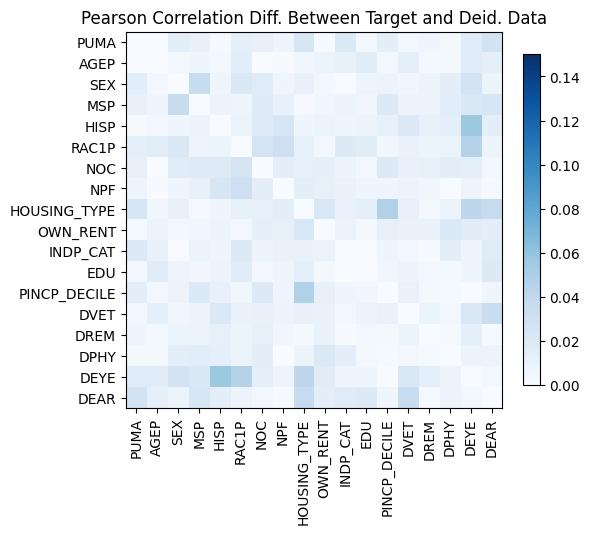 Pearson Correlation Diff. Between Target and Deid. Data
PUMA
AGEP
SEX
MSP
HISP
RAC1P
NOC
NPF
HOUSING_TYPE
OWN_RENT
INDP_CAT
EDU
PINCP_DECILE
DVET
DREM
DPHY
DEYE
DEAR
PUMA
AGEP
SEX
MSP
HISP
RAC1P
NOC
NPF
HOUSING_TYPE
OWN_RENT
INDP_CAT
EDU
PINCP_DECILE
DVET
DREM
DPHY
DEYE
DEAR
0.14
0.12
0.10
0.08
0.06
0.04
0.02
0.00